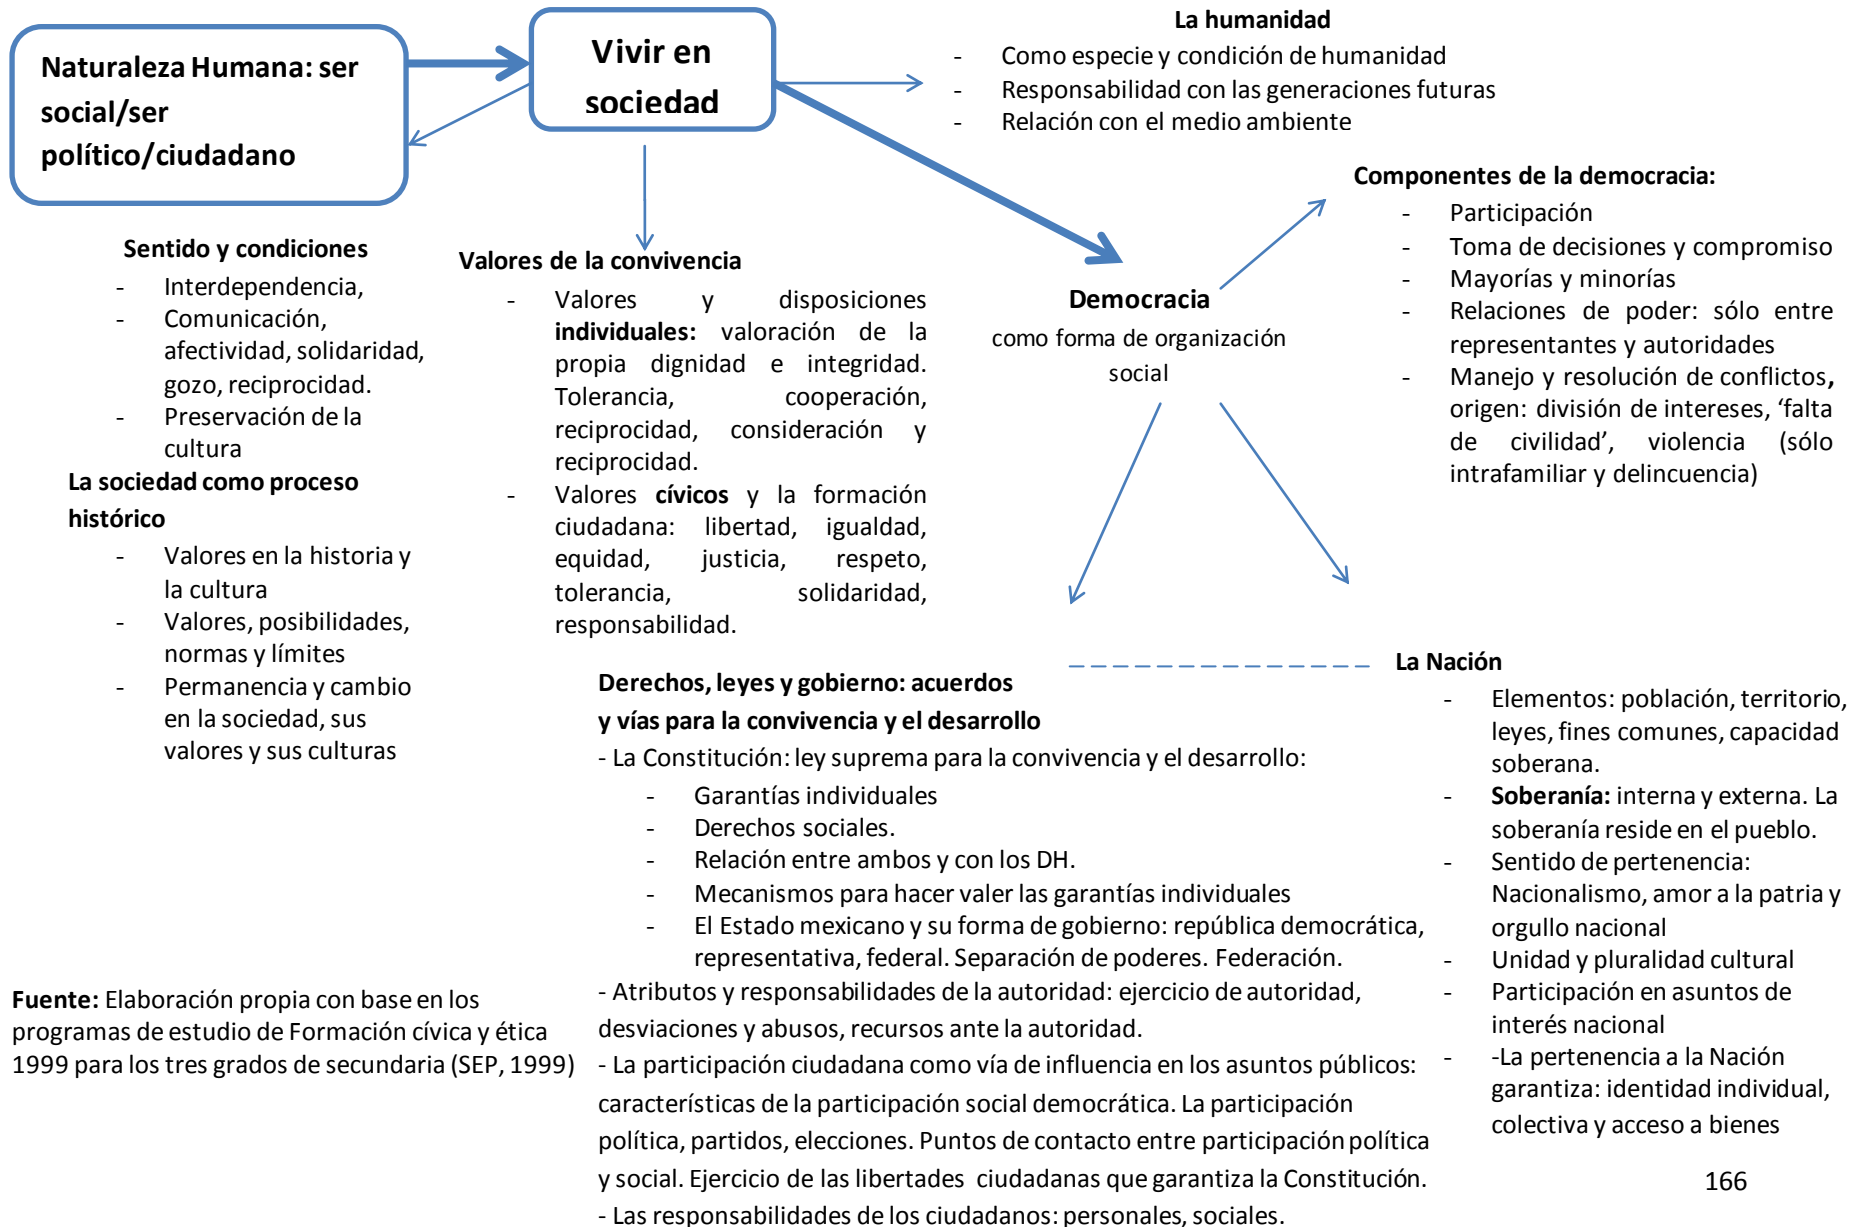 Naturaleza Humana: ser
social/ser
político/ciudadano
Vivir en
sociedad
La humanidad
- Como especie y condición de humanidad
- Responsabilidad con las generaciones futuras
- Relación con el medio ambiente
Componentes de la democracia:
- Participación
- Toma de decisiones y compromiso
- Mayorías y minorías
- Relaciones de poder: sólo entre
representantes y autoridades
- Manejo y resolución de conflictos,
origen: división de intereses, ‘falta
de civilidad’, violencia (sólo
intrafamiliar y delincuencia)
Sentido y condiciones
- Interdependencia,
- Comunicación,
afectividad, solidaridad,
gozo, reciprocidad.
- Preservación de la
cultura
La sociedad como proceso
histórico
- Valores en la historia y
la cultura
- Valores, posibilidades,
normas y límites
- Permanencia y cambio
en la sociedad, sus
valores y sus culturas
Valores de la convivencia
- Valores y disposiciones
individuales: valoración de la
propia dignidad e integridad.
Tolerancia, cooperación,
reciprocidad, consideración y
reciprocidad.
- Valores cívicos y la formación
ciudadana: libertad, igualdad,
equidad, justicia, respeto,
tolerancia, solidaridad,
responsabilidad.
Democracia
como forma de organización
social
Derechos, leyes y gobierno: acuerdos
y vías para la convivencia y el desarrollo
- La Constitución: ley suprema para la convivencia y el desarrollo:
- Garantías individuales
- Derechos sociales.
- Relación entre ambos y con los DH.
- Mecanismos para hacer valer las garantías individuales
- El Estado mexicano y su forma de gobierno: república democrática,
representativa, federal. Separación de poderes. Federación.
- Atributos y responsabilidades de la autoridad: ejercicio de autoridad,
desviaciones y abusos, recursos ante la autoridad.
- La participación ciudadana como vía de influencia en los asuntos públicos:
características de la participación social democrática. La participación
política, partidos, elecciones. Puntos de contacto entre participación política
y social. Ejercicio de las libertades ciudadanas que garantiza la Constitución.
- Las responsabilidades de los ciudadanos: personales, sociales.
La Nación
- Elementos: población, territorio,
leyes, fines comunes, capacidad
soberana.
- Soberanía: interna y externa. La
soberanía reside en el pueblo.
- Sentido de pertenencia:
Nacionalismo, amor a la patria y
orgullo nacional
- Unidad y pluralidad cultural
- Participación en asuntos de
interés nacional
- -La pertenencia a la Nación
garantiza: identidad individual,
colectiva y acceso a bienes
Fuente: Elaboración propia con base en los
programas de estudio de Formación cívica y ética
1999 para los tres grados de secundaria (SEP, 1999)
166